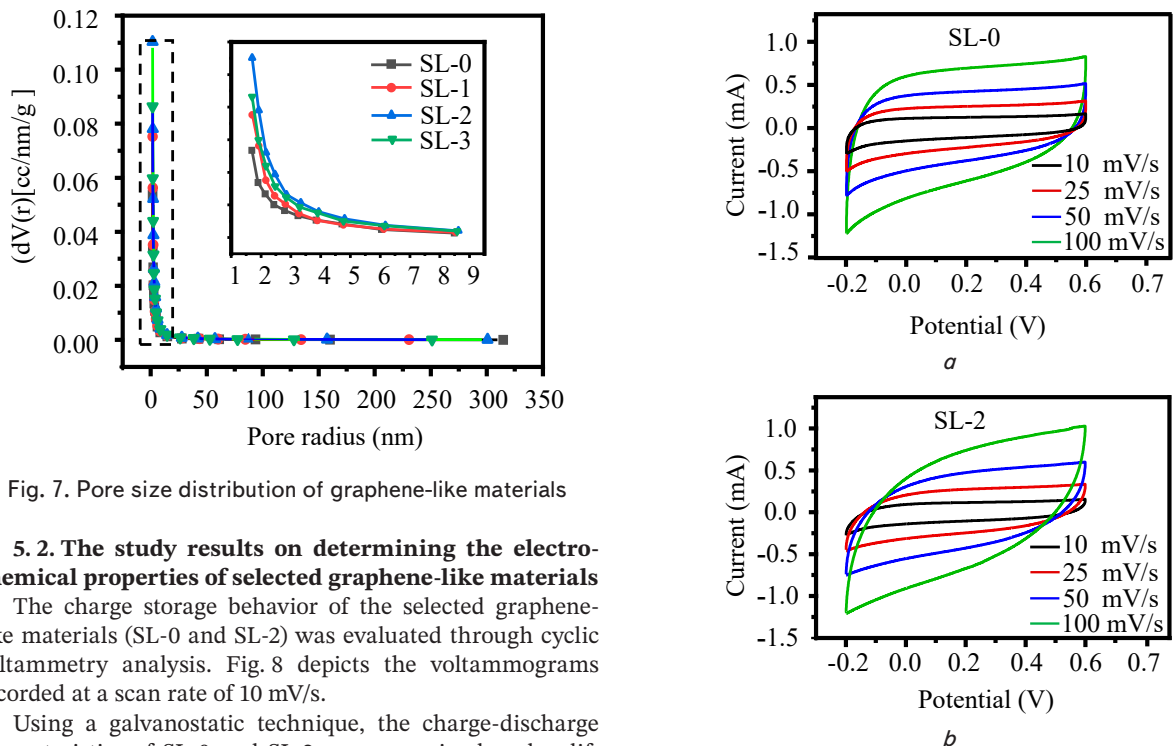 0.12
0.10
0.08
0.06
0.04
0.02
0.00
(dV(r)[cc/nm/g )
SL-0
SL-1
SL-2
SL-3
1 2 3 4 5 6 7 8 9
0 50 100 150 200 250 300 350
Pore radius (nm)
Fig. 7. Pore size distribution of graphene-like materials
5. 2. The study results on determining the electro-
hemical properties of selected graphene-like materials
The charge storage behavior of the selected graphene-
ke materials (SL-0 and SL-2) was evaluated through cyclic
ltammetry analysis. Fig. 8 depicts the voltammograms
corded at a scan rate of 10 mV/s.
Using a galvanostatic technique, the charge-discharge
SL-0
1.0
0.5
0.0
-0.5
-1.0
-1.5
Current (mA)
10 mV/s
25 mV/s
50 mV/s
100 mV/s
-0.2 0.0 0.2 0.4 0.6 0.7
Potential (V)
a
SL-2
1.0
0.5
0.0
-0.5
-1.0
-1.5
Current (mA)
10 mV/s
25 mV/s
50 mV/s
100 mV/s
-0.2 0.0 0.2 0.4 0.6 0.7
Potential (V)
b